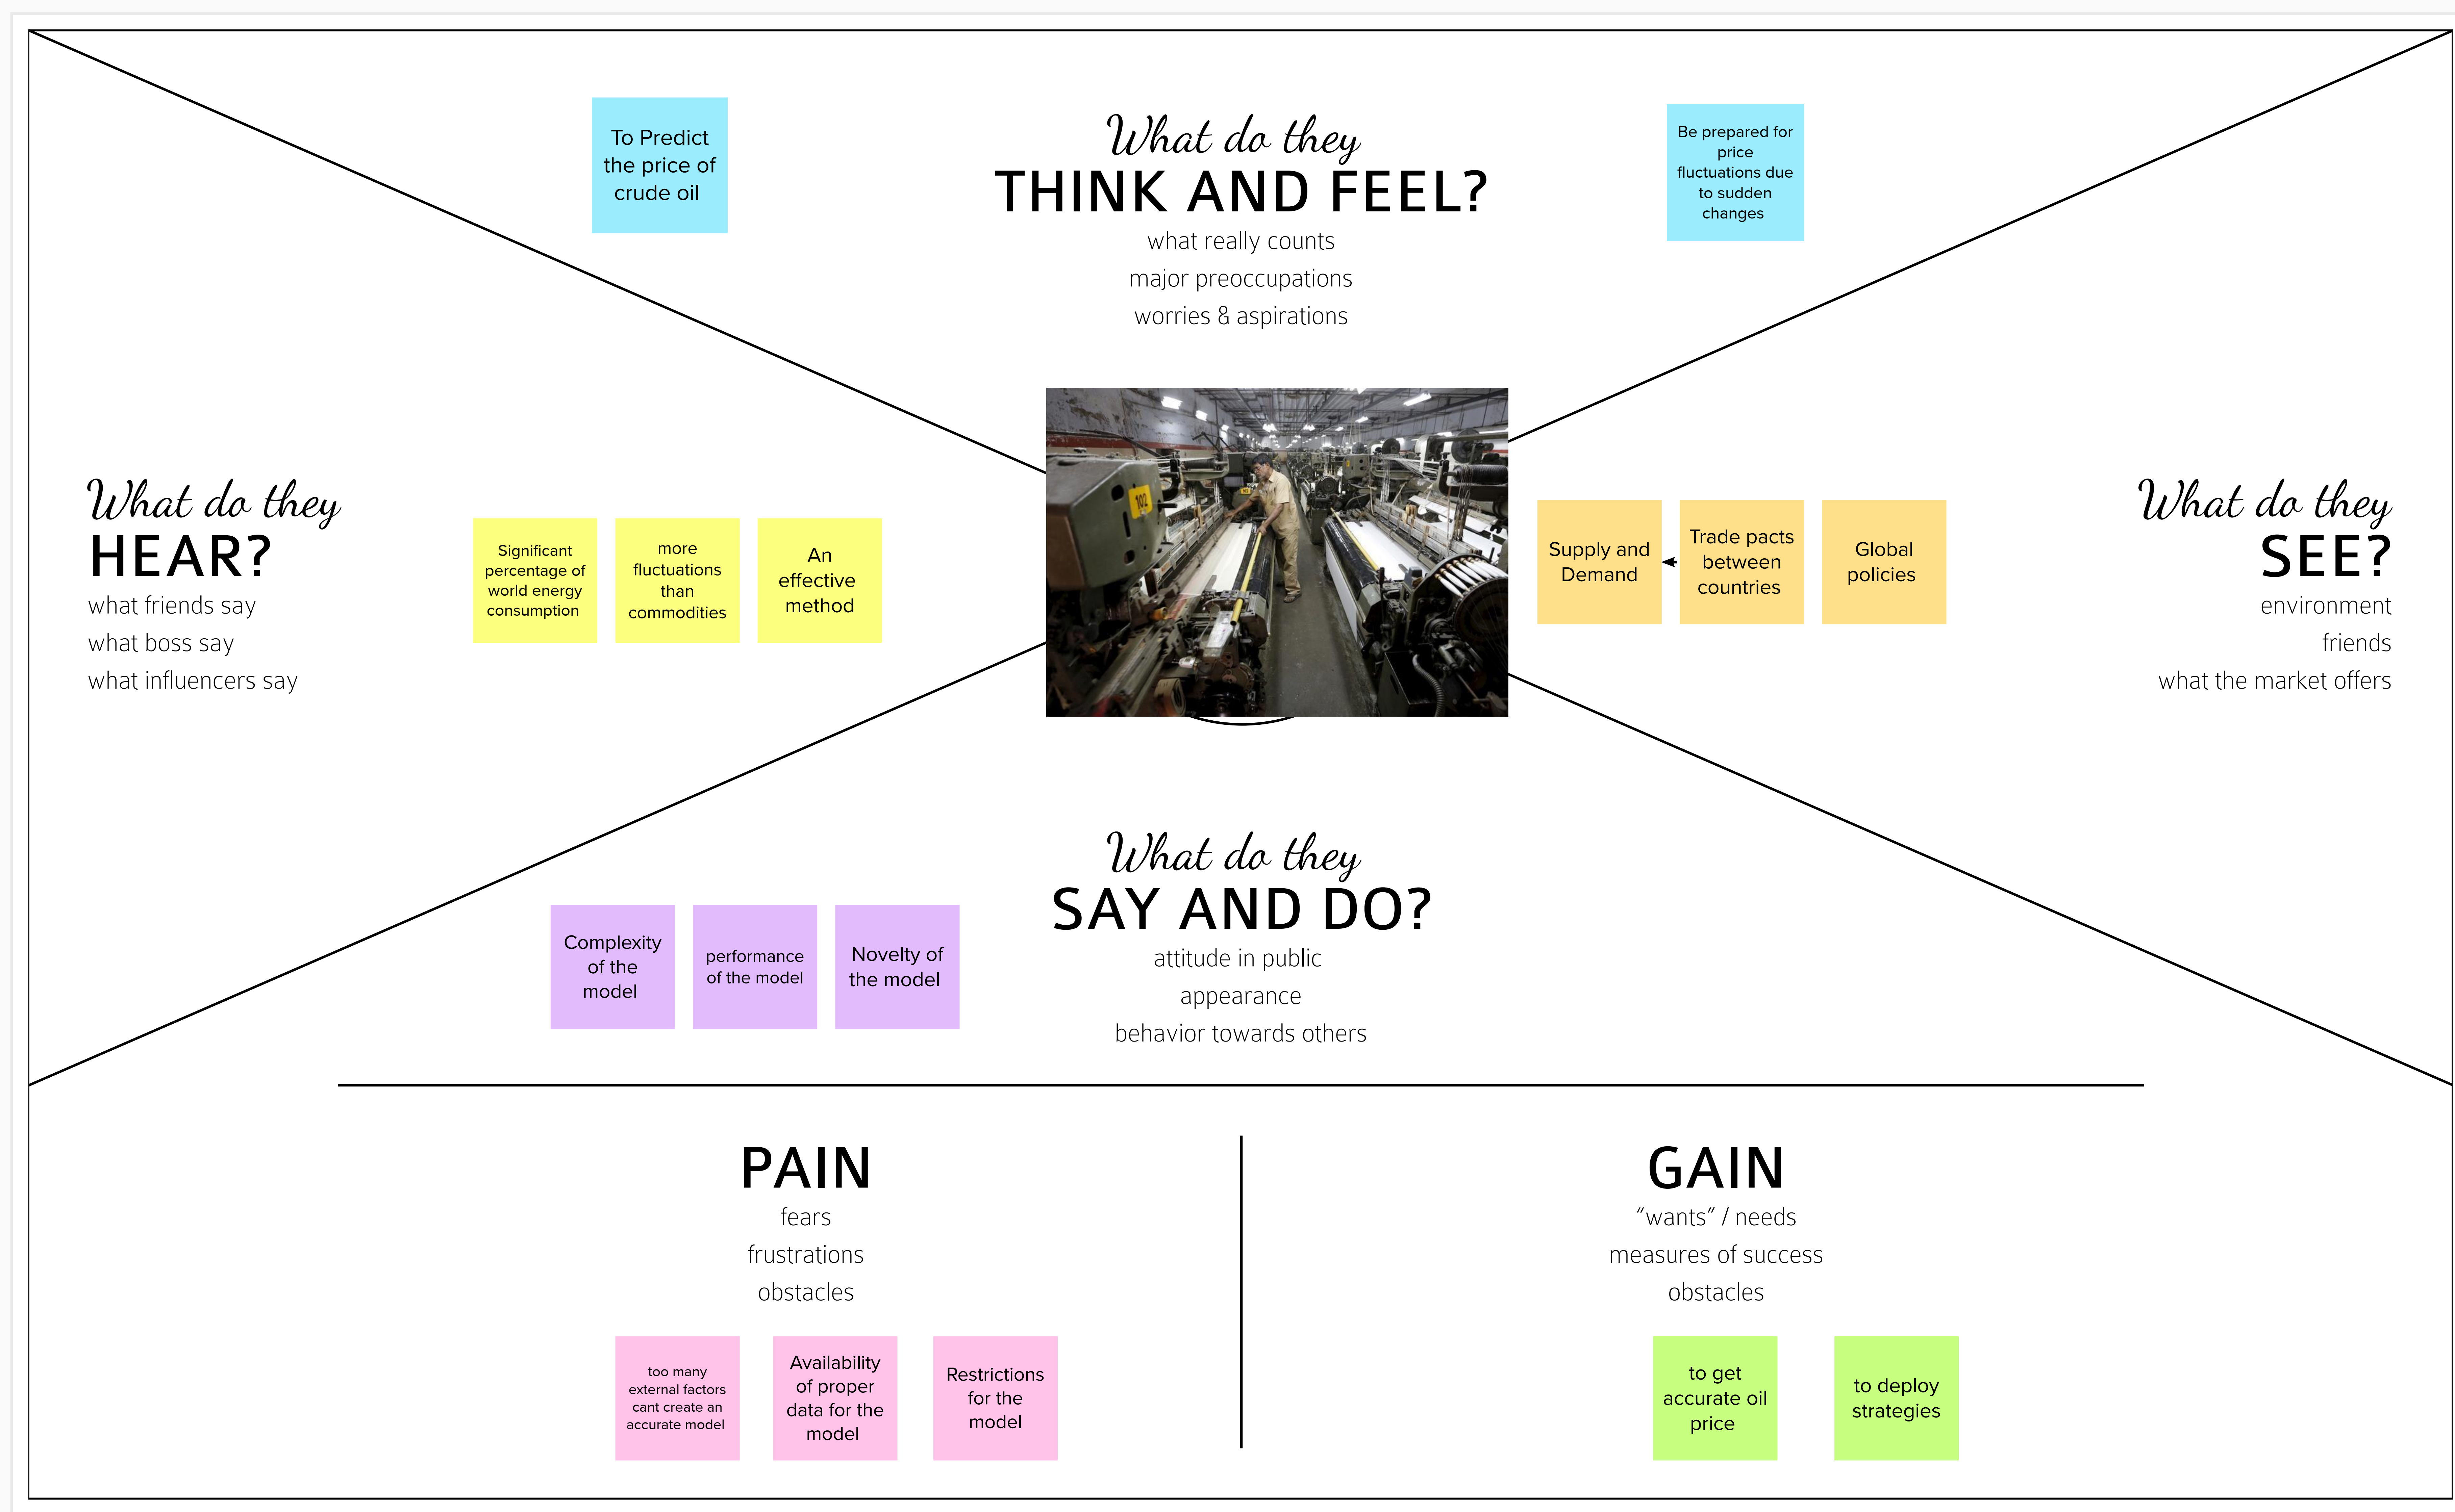 To Predict
the price of
crude oil
What do they
THINK AND FEEL?
what really counts
major preoccupations
worries & aspirations
Be prepared for
price
fluctuations due
to sudden
changes
What do they
HEAR?
what friends say
what boss say
what influencers say
Significant
percentage of
world energy
consumption
more
fluctuations
than
commodities
An
effective
method
102
Supply and
Demand
Trade pacts
between
countries
Global
policies
What do they
SEE?
environment
friends
what the market offers
What do they
SAY AND DO?
attitude in public
appearance
behavior towards others
Complexity
of the
model
performance
of the model
Novelty of
the model
PAIN
fears
frustrations
obstacles
too many
external factors
cant create an
accurate model
Availability
of proper
data for the
model
Restrictions
for the
model
GAIN
“wants” / needs
measures of success
obstacles
to get
accurate oil
price
to deploy
strategies